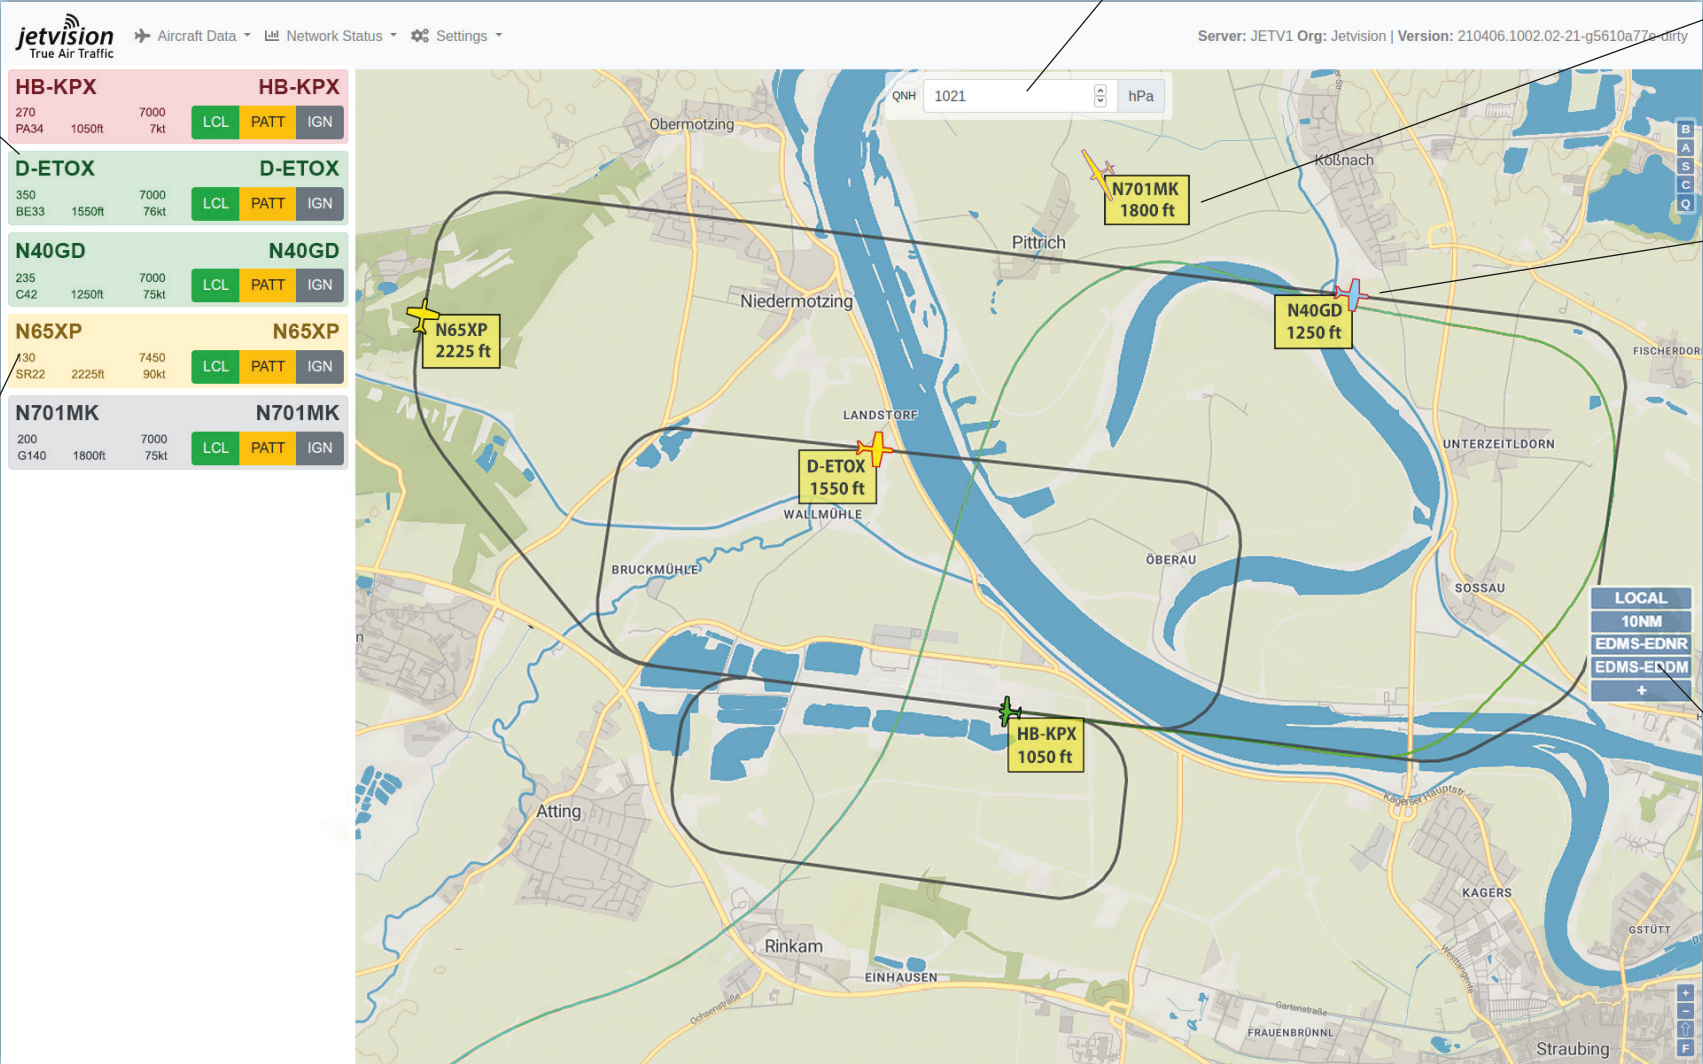 jetvision
True Air Traffic
Aircraft Data
Network Status
Settings
Server: JETV1 Org: Jetvision | Version: 210406.1002.02-21-g5610a77e-dirty
HB-KPX HB-KPX
270 7000
PA34 1050ft 7kt
LCL PATT IGN
D-ETOX D-ETOX
350 7000
BE33 1550ft 76kt
LCL PATT IGN
N40GD N40GD
235 7000
C42 1250ft 75kt
LCL PATT IGN
N65XP N65XP
130 7450
SR22 2225ft 90kt
LCL PATT IGN
N701MK N701MK
200 7000
G140 1800ft 75kt
LCL PATT IGN
QNH 1021 hPa
Obermotzing
Kößnach
B
A
S
C
Q
N701MK
1800 ft
Pittrich
Niedermotzing
N40GD
1250 ft
N65XP
2225 ft
FISCHERDOR
LANDSTORF
UNTERZEITLDORN
D-ETOX
1550 ft
WALLMÜHLE
BRUCKMÜHLE
ÖBERAU
SOSSAU
LOCAL
10NM
EDMS-EDNR
EDMS-EDDM
+
n
HB-KPX
1050 ft
Kagerser Hauptstr.
Atting
KAGERS
Rinkam
GSTÜTT
EINHAUSEN
Westtangente
Ochsenstraße
Gartenstraße
FRAUENBRÜNNL
Straubing
+
−
⇧
F